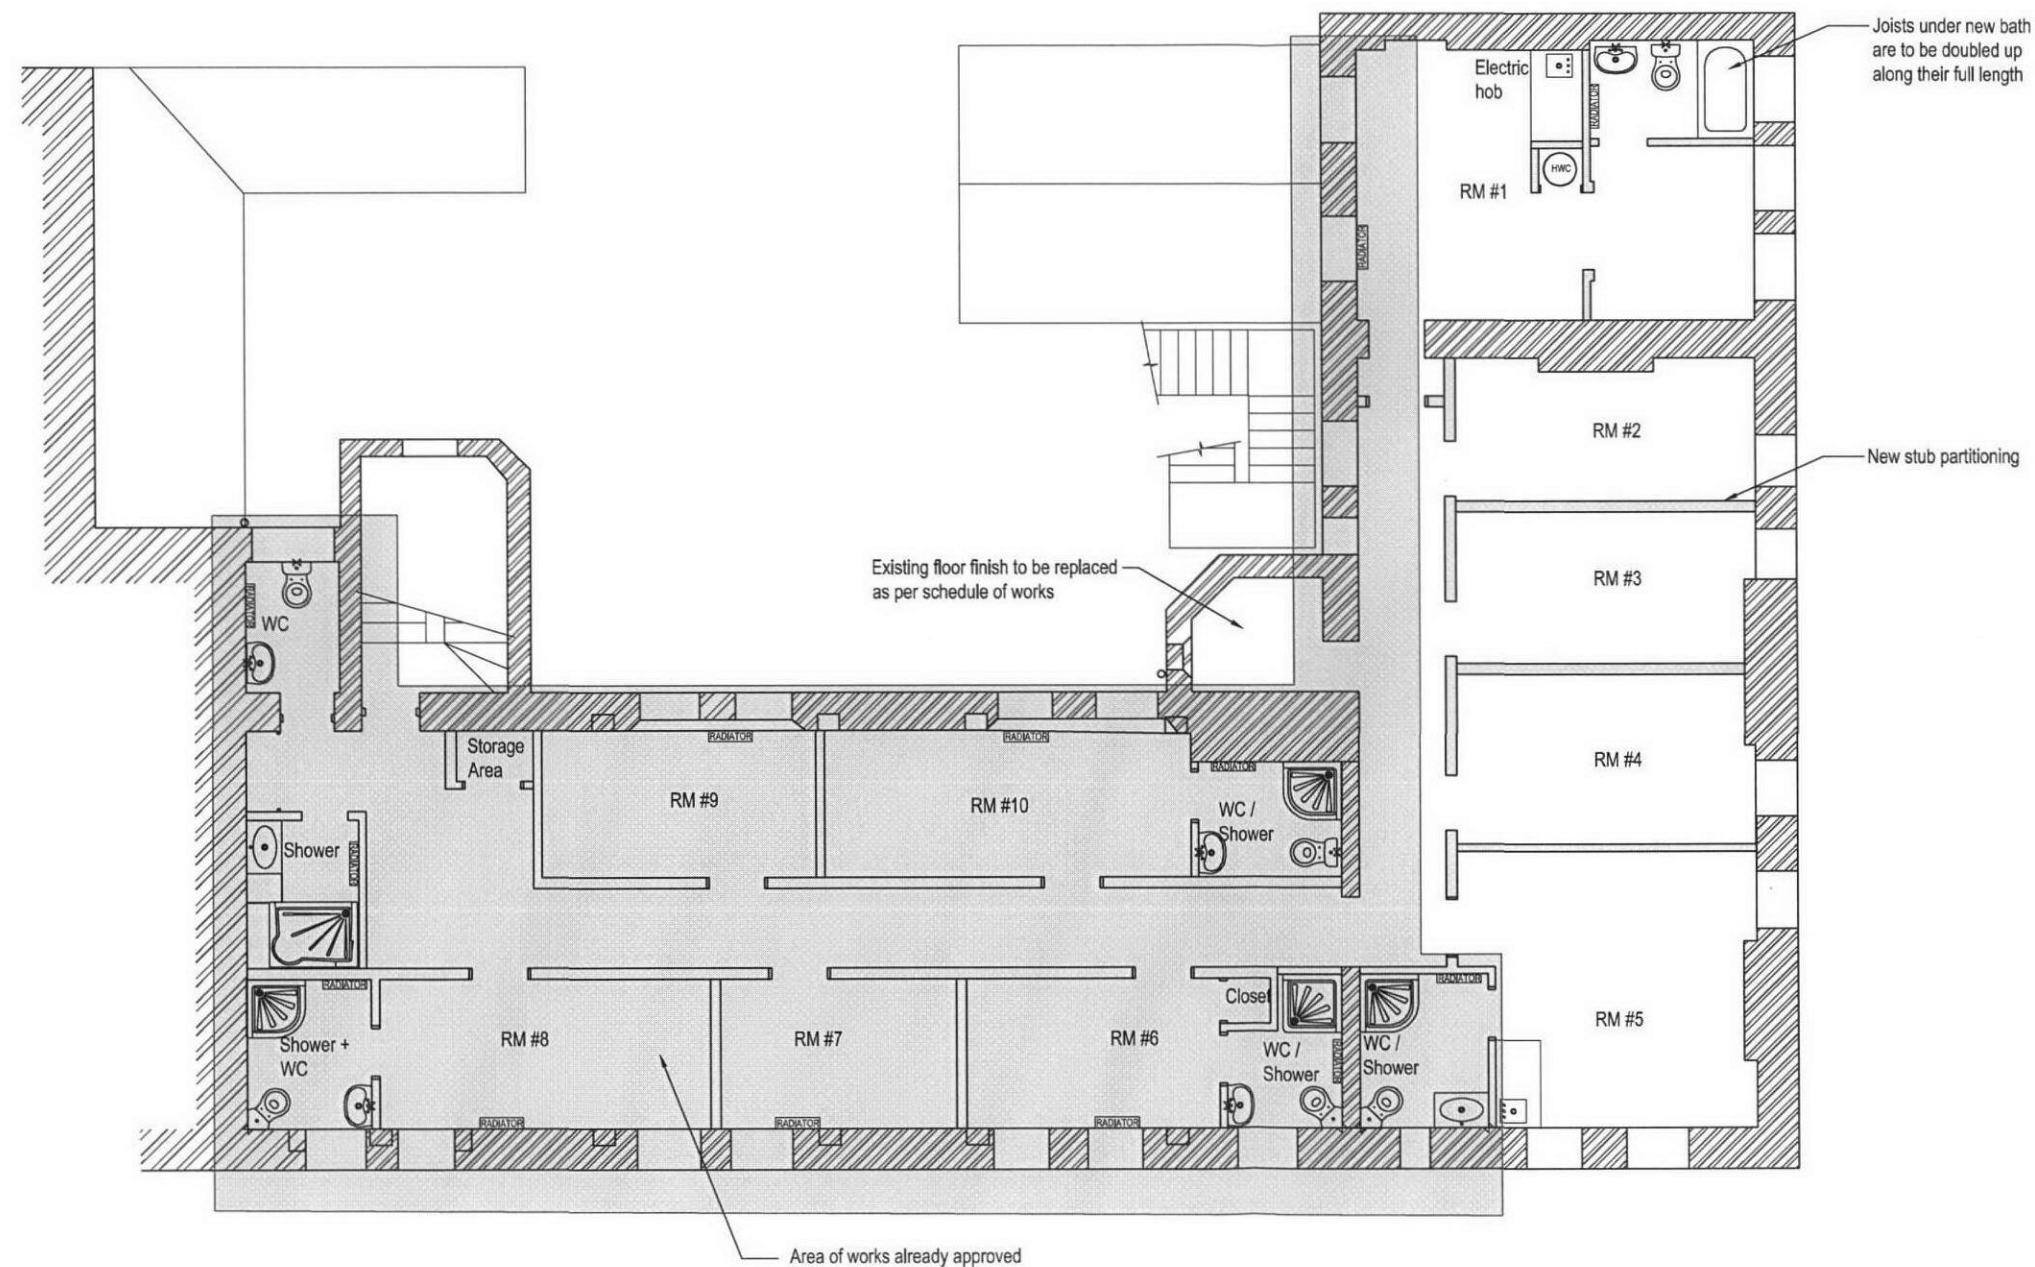 Joists under new bath
are to be doubled up
along their full length
Electric
hob
RADIATOR
HWC
RM #1
RADIATOR
RM #2
New stub partitioning
RM #3
Existing floor finish to be replaced
as per schedule of works
RADIATOR
WC
RM #4
Storage
Area
RADIATOR
RADIATOR
RADIATOR
RM #9
RM #10
WC /
Shower
Shower
RADIATOR
RADIATOR
RADIATOR
Closet
RM #5
RM #8
RM #7
RM #6
Shower +
WC
WC /
Shower
RADIATOR
WC /
Shower
RADIATOR
RADIATOR
RADIATOR
Area of works already approved